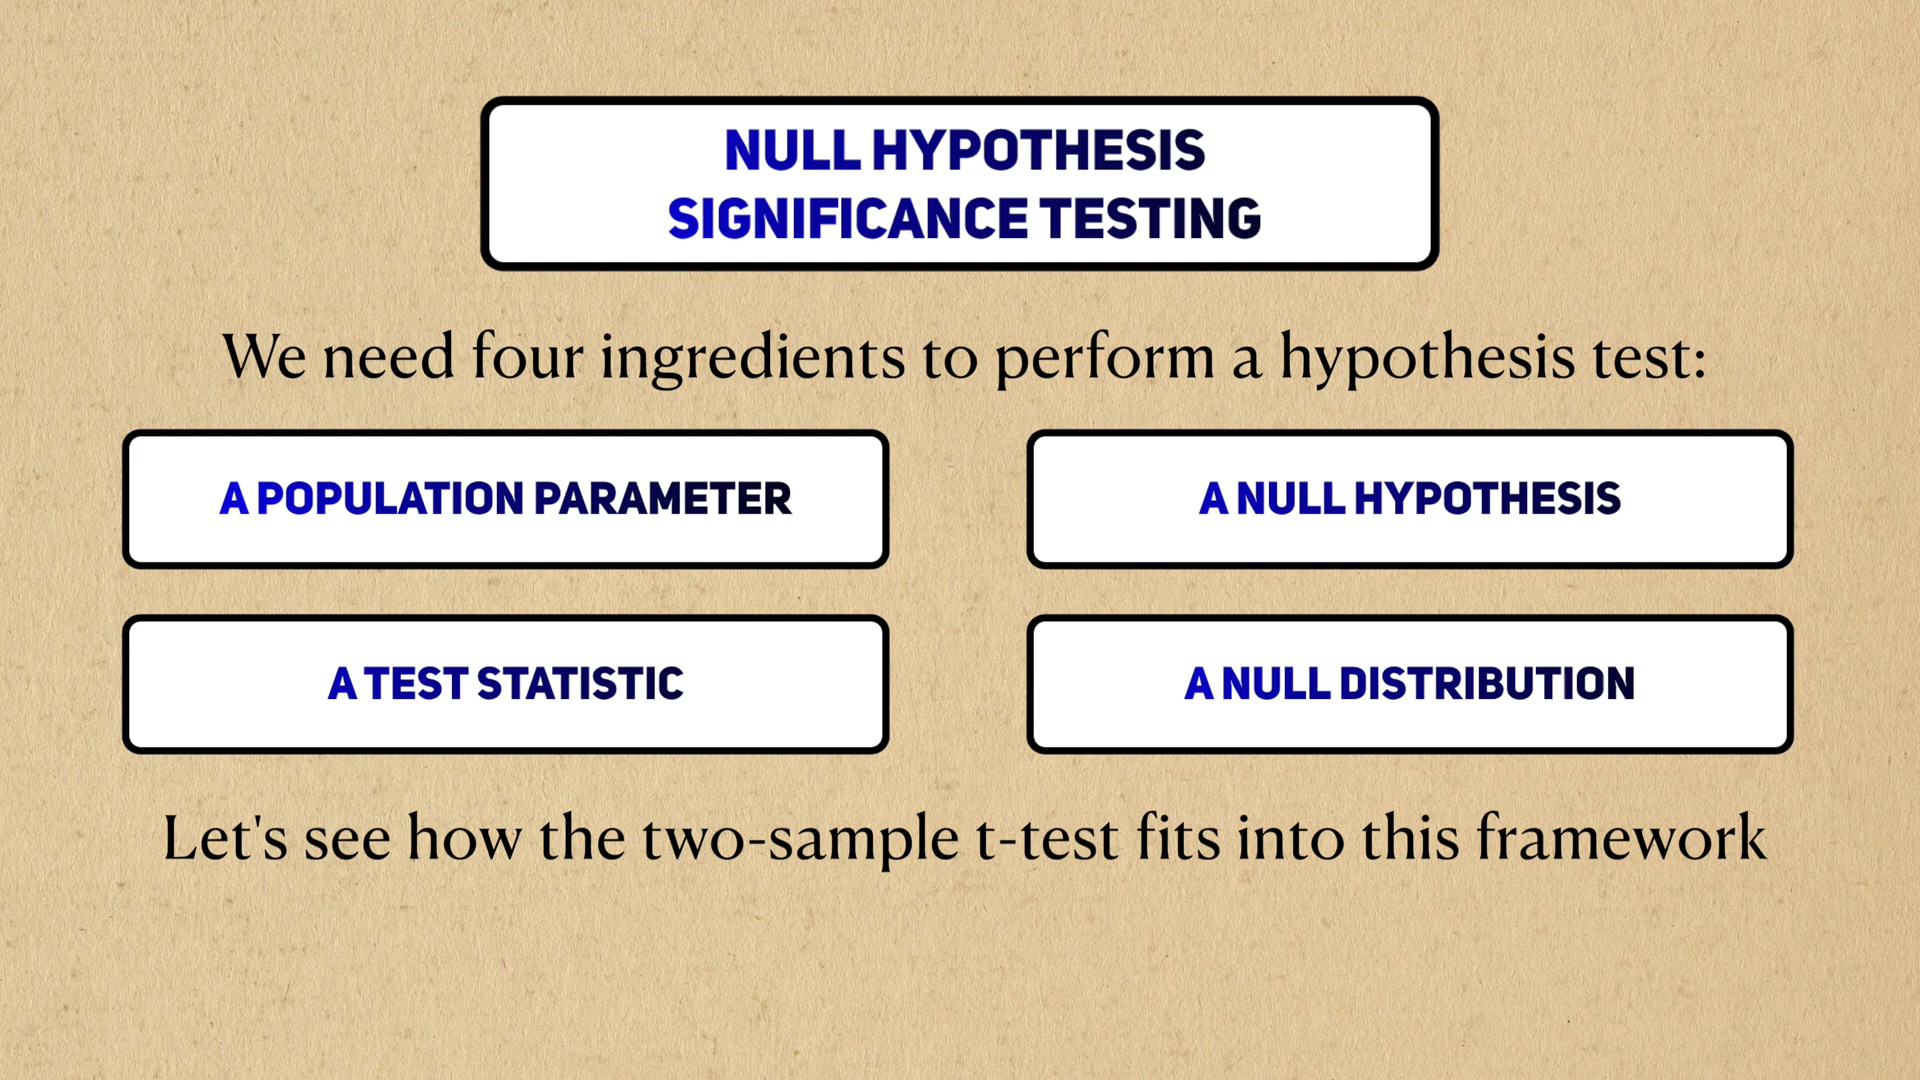 NULL HYPOTHESIS
SIGNIFICANCE TESTING
We need four ingredients to perform a hypothesis test:
A POPULATION PARAMETER
A NULL HYPOTHESIS
A TEST STATISTIC
A NULL DISTRIBUTION
Let's see how the two-sample t-test fits into this framework